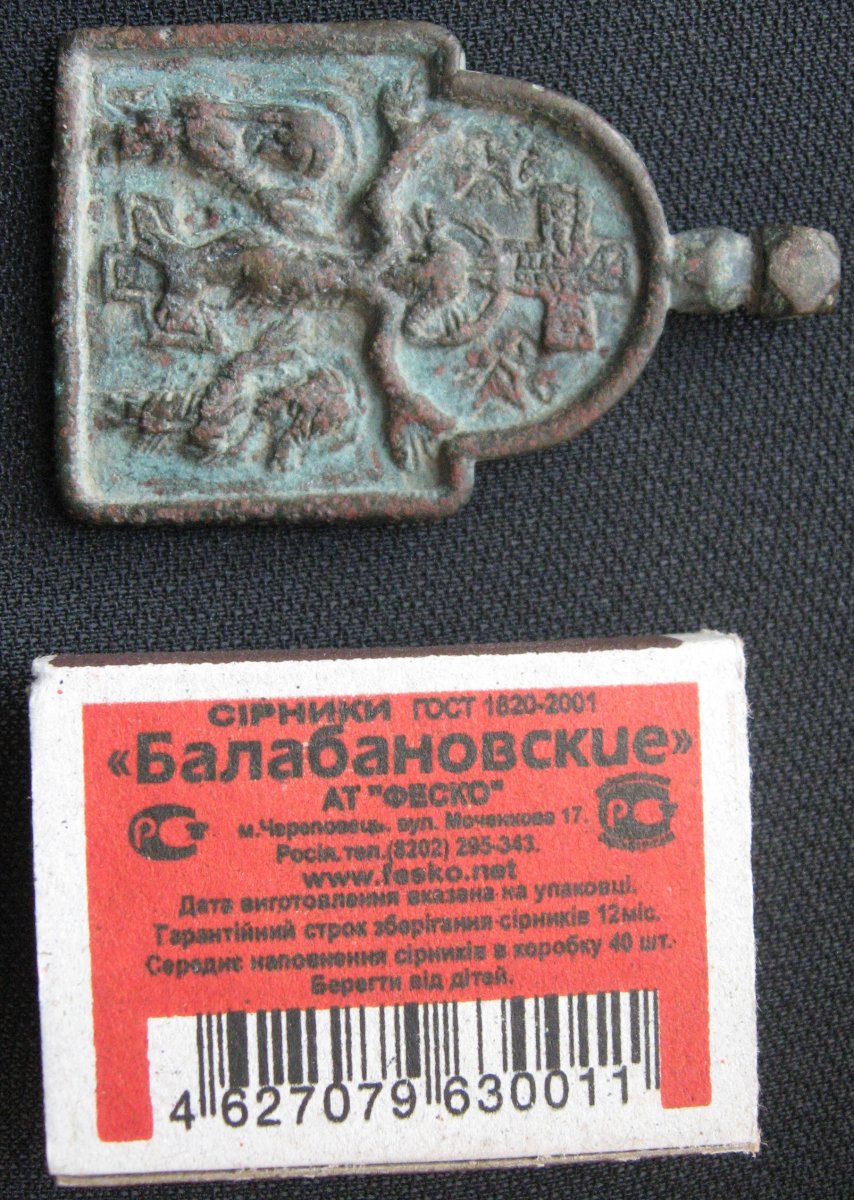 СІРНИКИ ГОСТ 1820-2001
«Балабановские»
АТ "ФЕСКО"
м.Череповець, вул. Моченкова 17.
Росія.тел.(8202) 295-343.
www.fesko.net
Дата виготовлення вказана на упаковці.
Гарантійний строк зберігання сірників 12міс.
Середнє наповнення сірників в коробку 40 шт.
Берегти від дітей.
4 627079 630011